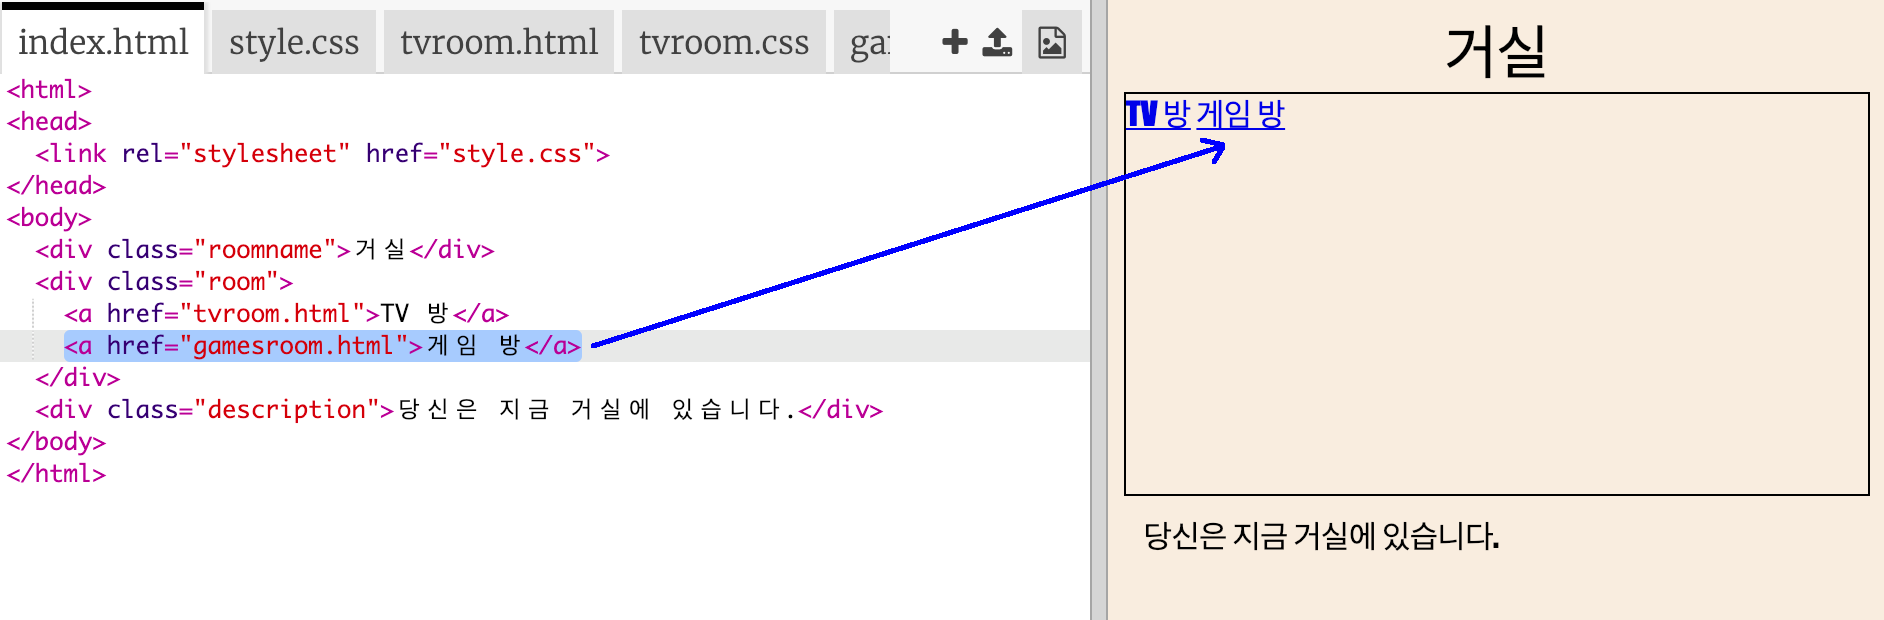 index.html style.css tvroom.html tvroom.css
<html>
<head>
<link rel="stylesheet" href="style.css">
</head>
<body>
<div class="roomname">거실</div>
<div class="room">
<a href="tvroom.html">TV 방</a>
<a href="gamesroom.html">게임 방</a>
</div>
<div class="description">당신은 지금 거실에 있습니다.</div>
</body>
</html>
거실
TV 방 게임 방
당신은 지금 거실에 있습니다.